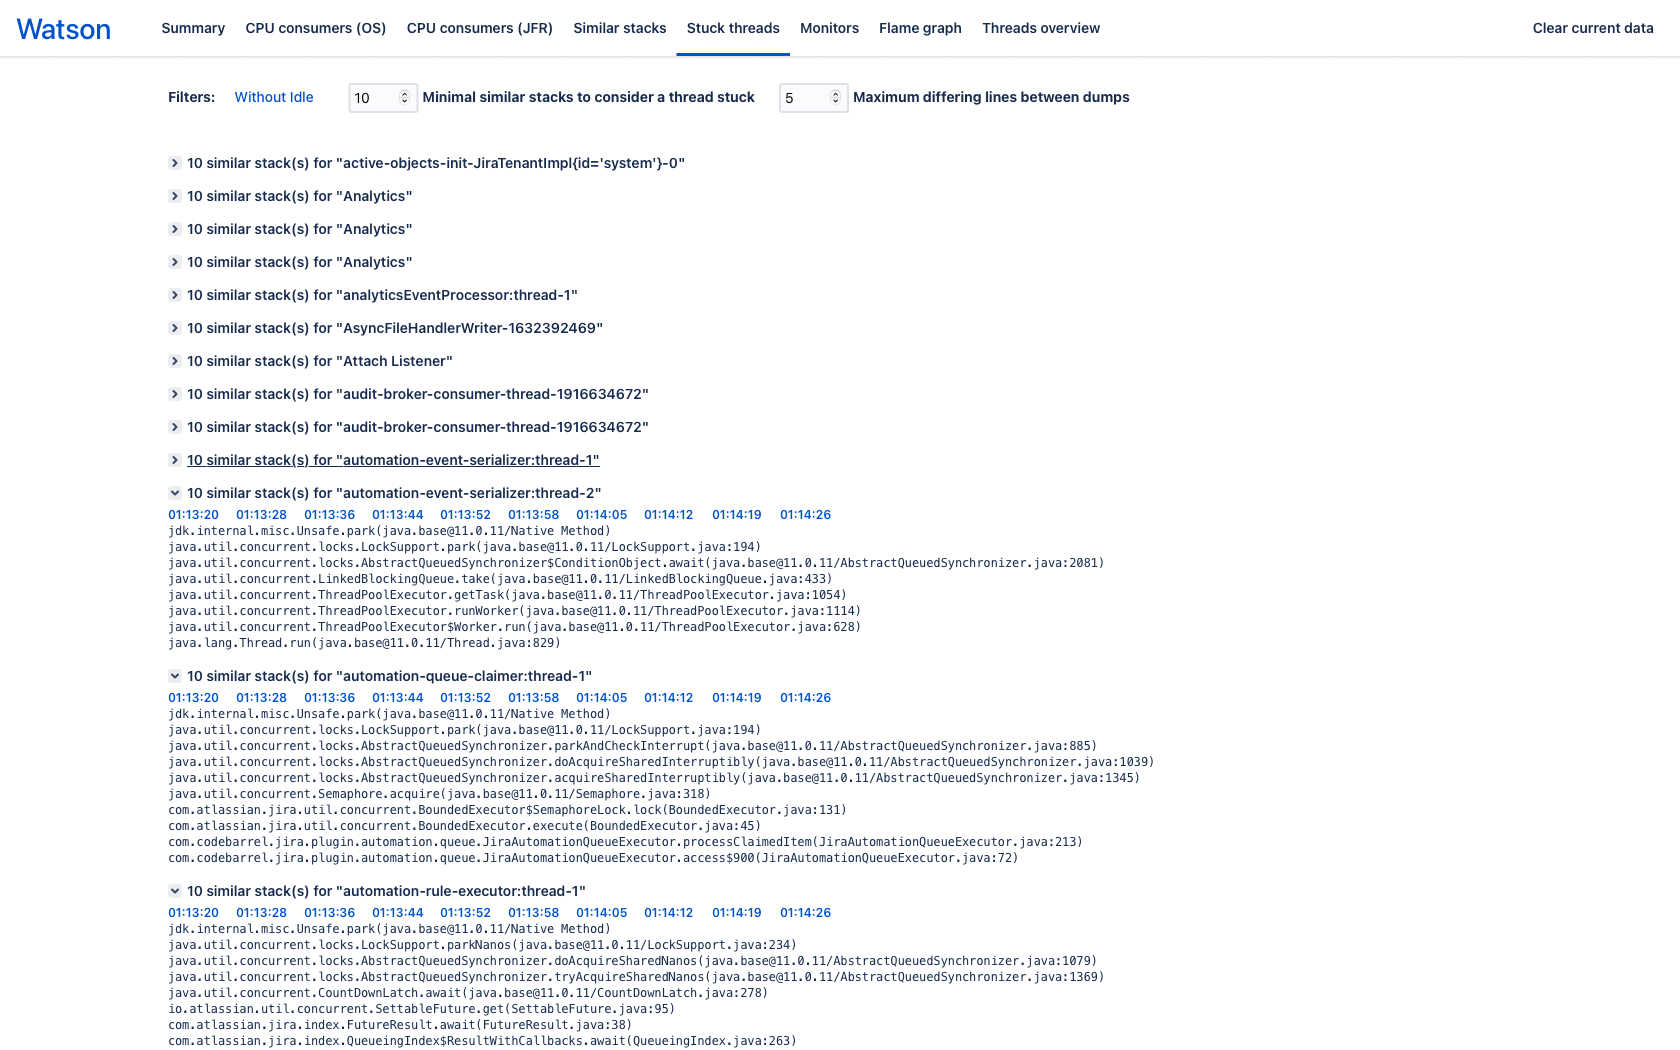 Watson
Summary
CPU consumers (OS)
CPU consumers (JFR)
Similar stacks
Stuck threads
Monitors
Flame graph
Threads overview
Clear current data
Filters: Without Idle 10 Minimal similar stacks to consider a thread stuck 5 Maximum differing lines between dumps
10 similar stack(s) for "active-objects-init-JiraTenantImpl{id='system'}-0"
10 similar stack(s) for "Analytics"
10 similar stack(s) for "Analytics"
10 similar stack(s) for "Analytics"
10 similar stack(s) for "analyticsEventProcessor:thread-1"
10 similar stack(s) for "AsyncFileHandlerWriter-1632392469"
10 similar stack(s) for "Attach Listener"
10 similar stack(s) for "audit-broker-consumer-thread-1916634672"
10 similar stack(s) for "audit-broker-consumer-thread-1916634672"
10 similar stack(s) for "automation-event-serializer:thread-1"
10 similar stack(s) for "automation-event-serializer:thread-2"
01:13:20 01:13:28 01:13:36 01:13:44 01:13:52 01:13:58 01:14:05 01:14:12 01:14:19 01:14:26
jdk.internal.misc.Unsafe.park(java.base@11.0.11/Native Method)
java.util.concurrent.locks.LockSupport.park(java.base@11.0.11/LockSupport.java:194)
java.util.concurrent.locks.AbstractQueuedSynchronizer$ConditionObject.await(java.base@11.0.11/AbstractQueuedSynchronizer.java:2081)
java.util.concurrent.LinkedBlockingQueue.take(java.base@11.0.11/LinkedBlockingQueue.java:433)
java.util.concurrent.ThreadPoolExecutor.getTask(java.base@11.0.11/ThreadPoolExecutor.java:1054)
java.util.concurrent.ThreadPoolExecutor.runWorker(java.base@11.0.11/ThreadPoolExecutor.java:1114)
java.util.concurrent.ThreadPoolExecutor$Worker.run(java.base@11.0.11/ThreadPoolExecutor.java:628)
java.lang.Thread.run(java.base@11.0.11/Thread.java:829)
10 similar stack(s) for "automation-queue-claimer:thread-1"
01:13:20 01:13:28 01:13:36 01:13:44 01:13:52 01:13:58 01:14:05 01:14:12 01:14:19 01:14:26
jdk.internal.misc.Unsafe.park(java.base@11.0.11/Native Method)
java.util.concurrent.locks.LockSupport.park(java.base@11.0.11/LockSupport.java:194)
java.util.concurrent.locks.AbstractQueuedSynchronizer.parkAndCheckInterrupt(java.base@11.0.11/AbstractQueuedSynchronizer.java:885)
java.util.concurrent.locks.AbstractQueuedSynchronizer.doAcquireSharedInterruptibly(java.base@11.0.11/AbstractQueuedSynchronizer.java:1039)
java.util.concurrent.locks.AbstractQueuedSynchronizer.acquireSharedInterruptibly(java.base@11.0.11/AbstractQueuedSynchronizer.java:1345)
java.util.concurrent.Semaphore.acquire(java.base@11.0.11/Semaphore.java:318)
com.atlassian.jira.util.concurrent.BoundedExecutor$SemaphoreLock.lock(BoundedExecutor.java:131)
com.atlassian.jira.util.concurrent.BoundedExecutor.execute(BoundedExecutor.java:45)
com.codebarrel.jira.plugin.automation.queue.JiraAutomationQueueExecutor.processClaimedItem(JiraAutomationQueueExecutor.java:213)
com.codebarrel.jira.plugin.automation.queue.JiraAutomationQueueExecutor.access$900(JiraAutomationQueueExecutor.java:72)
10 similar stack(s) for "automation-rule-executor:thread-1"
01:13:20 01:13:28 01:13:36 01:13:44 01:13:52 01:13:58 01:14:05 01:14:12 01:14:19 01:14:26
jdk.internal.misc.Unsafe.park(java.base@11.0.11/Native Method)
java.util.concurrent.locks.LockSupport.parkNanos(java.base@11.0.11/LockSupport.java:234)
java.util.concurrent.locks.AbstractQueuedSynchronizer.doAcquireSharedNanos(java.base@11.0.11/AbstractQueuedSynchronizer.java:1079)
java.util.concurrent.locks.AbstractQueuedSynchronizer.tryAcquireSharedNanos(java.base@11.0.11/AbstractQueuedSynchronizer.java:1369)
java.util.concurrent.CountDownLatch.await(java.base@11.0.11/CountDownLatch.java:278)
io.atlassian.util.concurrent.SettableFuture.get(SettableFuture.java:95)
com.atlassian.jira.index.FutureResult.await(FutureResult.java:38)
com.atlassian.jira.index.QueueingIndex$ResultWithCallbacks.await(QueueingIndex.java:263)